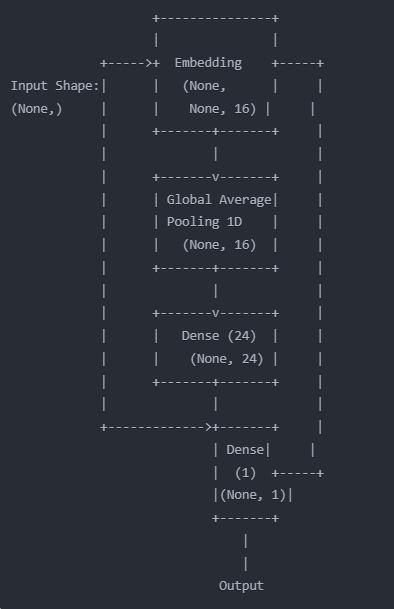 Embedding
Input Shape: (None,
(None,) None, 16)
Global Average
Pooling 1D
(None, 16)
Dense (24)
(None, 24)
Dense
(1)
(None, 1)
Output